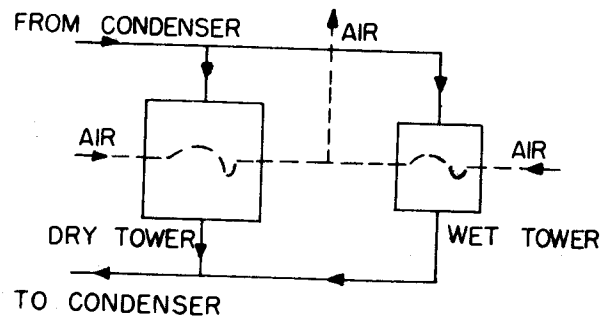 FROM CONDENSER
AIR
AIR
AIR
DRY TOWER
WET TOWER
TO CONDENSER